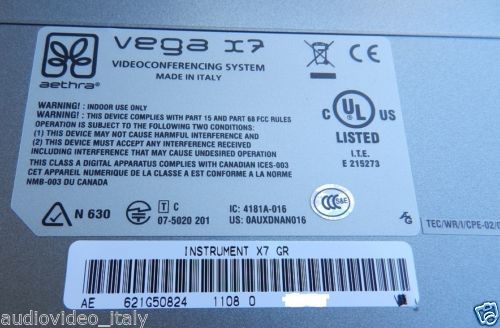 vega x7
aethra®
VIDEOCONFERENCING SYSTEM
MADE IN ITALY
CE
WARNING!: INDOOR USE ONLY
WARNING!: THIS DEVICE COMPLIES WITH PART 15 AND PART 68 FCC RULES
OPERATION IS SUBJECT TO THE FOLLOWING TWO CONDITIONS:
(1) THIS DEVICE MAY NOT CAUSE HARMFUL INTERFERENCE AND
(2) THIS DEVICE MUST ACCEPT ANY INTERFERENCE
INCLUDING INTERFERENCE THAT MAY CAUSE UNDESIRED OPERATION
THIS CLASS A DIGITAL APPARATUS COMPLIES WITH CANADIAN ICES-003
CET APPAREIL NUMERIQUE DE LA CLASSE A EST CONFORME A LA NORME
NMB-003 DU CANADA
C UL® US
LISTED
I.T.E.
E 215273
N 630
T C
07-5020 201
IC: 4181A-016
US: 0AUXDNAN016
CCC S&E
TEC/WR/I/CPE-02/0
INSTRUMENT X7 GR
AE 621G50824 1108 0
audiovideo_italy